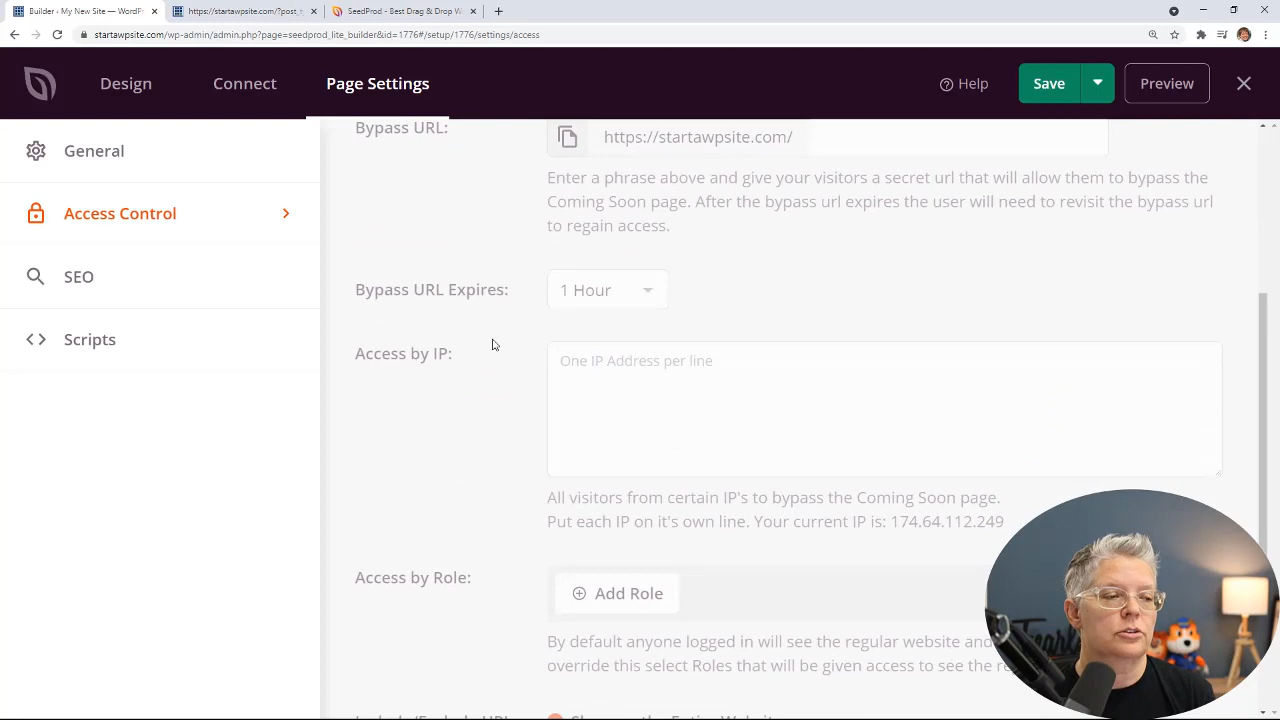 Builder - My New Site — WordPr
https://startawpsite.com/?post_t
SeedProd - Best Drag & Drop W
startawpsite.com/wp-admin/admin.php?page=seedprod_lite_builder&id=1776#/setup/1776/settings/access
Design
Connect
Page Settings
Help
Save
Preview
General
Access Control
SEO
Scripts
Bypass URL:
https://startawpsite.com/
Enter a phrase above and give your visitors a secret url that will allow them to bypass the
Coming Soon page. After the bypass url expires the user will need to revisit the bypass url
to regain access.
Bypass URL Expires:
1 Hour
Access by IP:
One IP Address per line
All visitors from certain IP's to bypass the Coming Soon page.
Put each IP on it's own line. Your current IP is: 174.64.112.249
Access by Role:
Add Role
By default anyone logged in will see the regular website and
override this select Roles that will be given access to see the